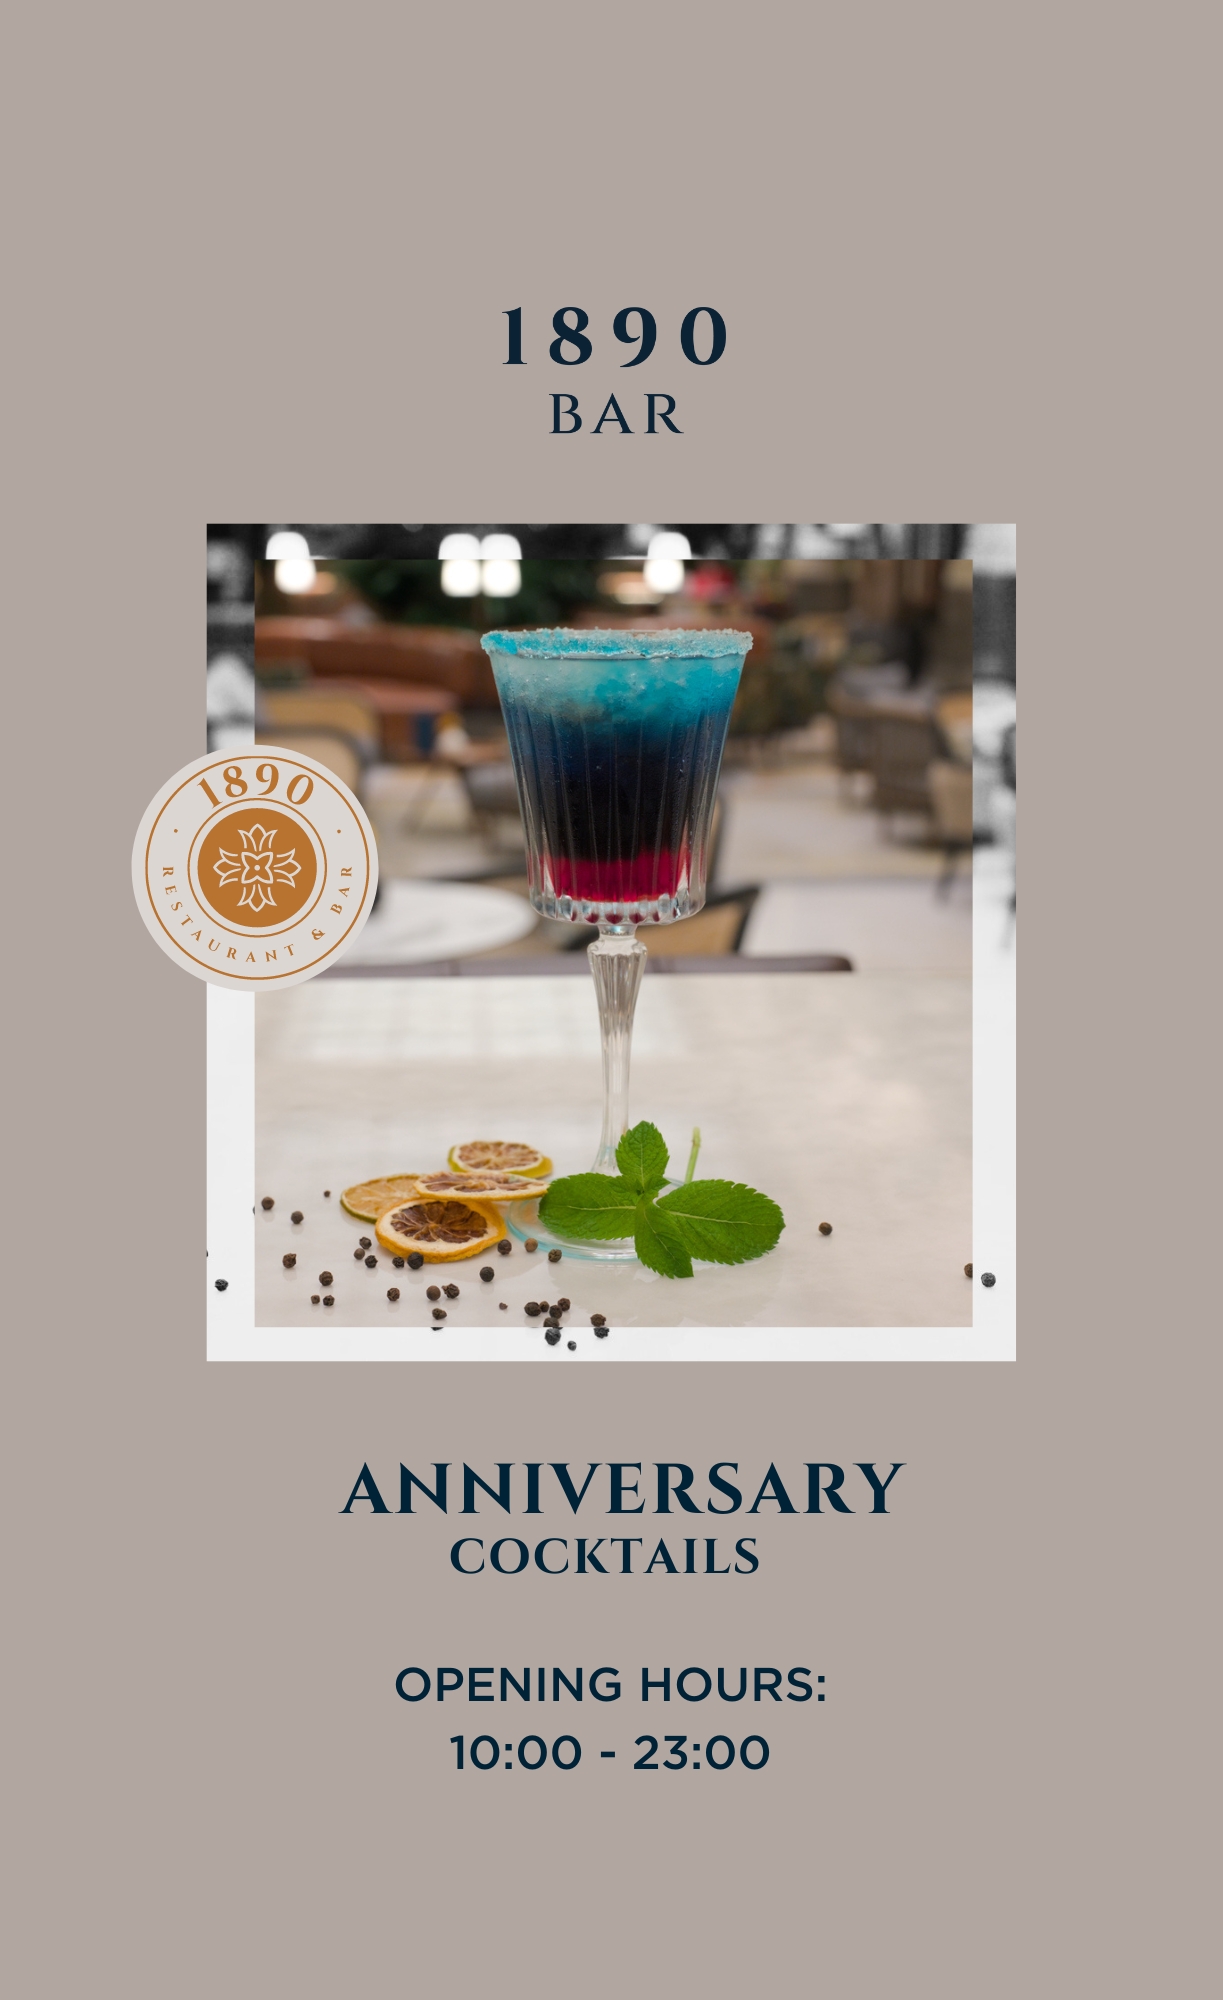 1890
BAR
1890
RESTAURANT & BAR
ANNIVERSARY
COCKTAILS
OPENING HOURS:
10:00 - 23:00